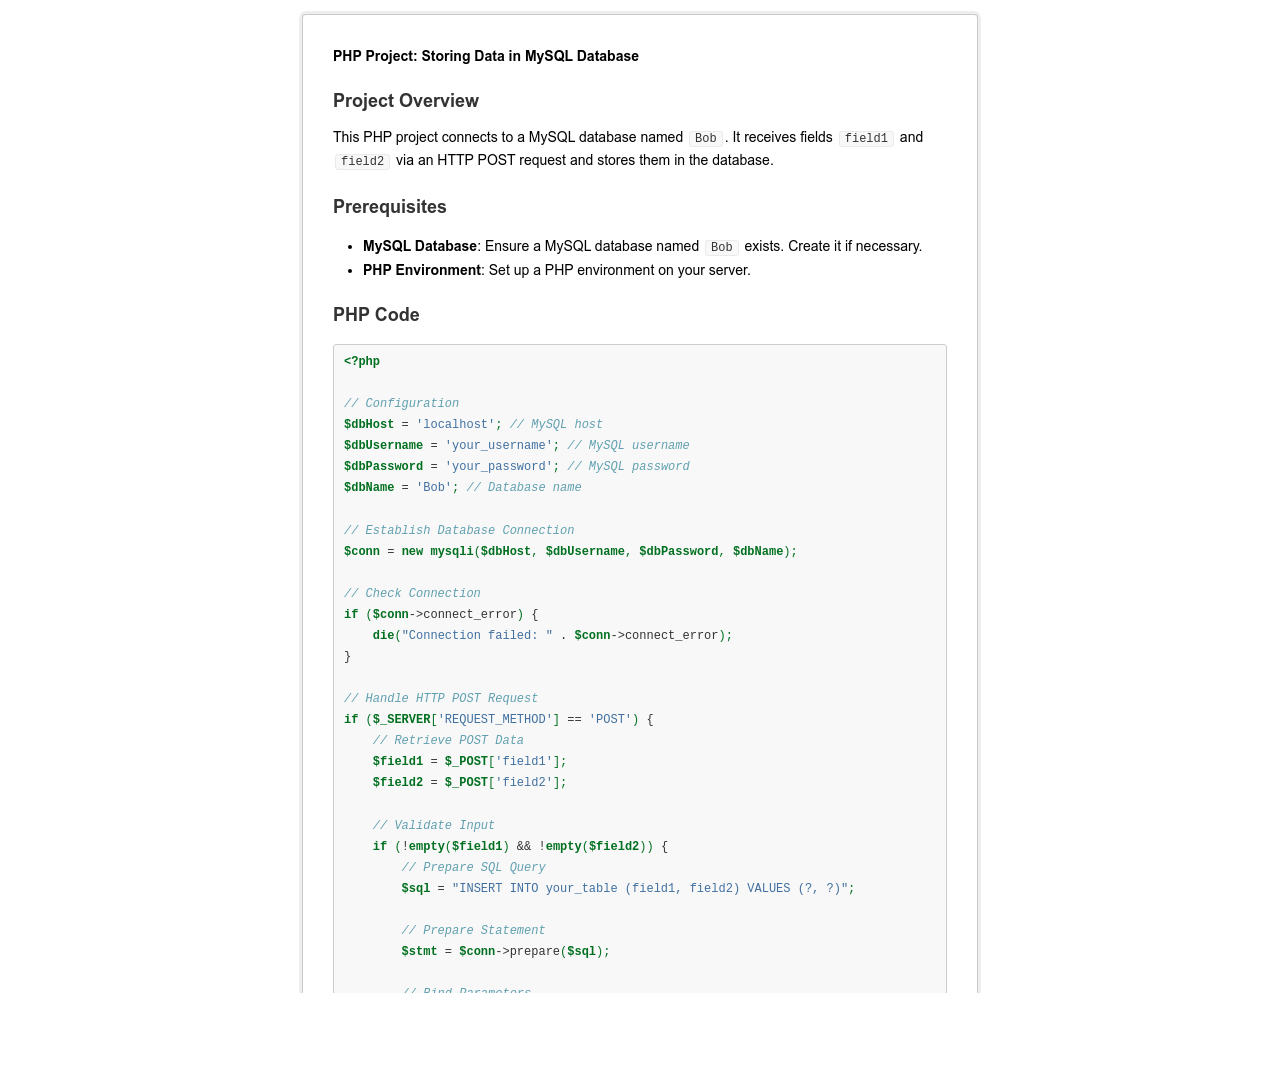 PHP Project: Storing Data in MySQL Database
Project Overview
This PHP project connects to a MySQL database named Bob. It receives fields field1 and
field2 via an HTTP POST request and stores them in the database.
Prerequisites
• MySQL Database: Ensure a MySQL database named Bob exists. Create it if necessary.
• PHP Environment: Set up a PHP environment on your server.
PHP Code
<?php
// Configuration
$dbHost = 'localhost'; // MySQL host
$dbUsername = 'your_username'; // MySQL username
$dbPassword = 'your_password'; // MySQL password
$dbName = 'Bob'; // Database name
// Establish Database Connection
$conn = new mysqli($dbHost, $dbUsername, $dbPassword, $dbName);
// Check Connection
if ($conn->connect_error) {
    die("Connection failed: " . $conn->connect_error);
}
// Handle HTTP POST Request
if ($_SERVER['REQUEST_METHOD'] == 'POST') {
    // Retrieve POST Data
    $field1 = $_POST['field1'];
    $field2 = $_POST['field2'];
    // Validate Input
    if (!empty($field1) && !empty($field2)) {
        // Prepare SQL Query
        $sql = "INSERT INTO your_table (field1, field2) VALUES (?, ?)";
        // Prepare Statement
        $stmt = $conn->prepare($sql);
        // Bind Parameters